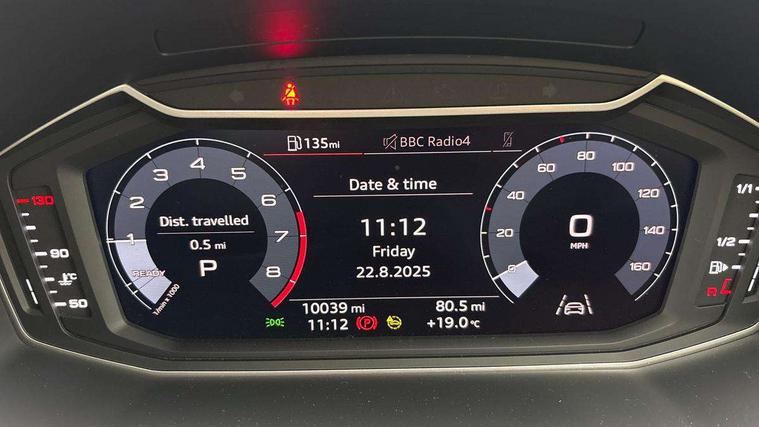 135mi
BBC Radio4
Date & time
11:12
Friday
22.8.2025
1
2
3
4
5
6
7
8
Dist. travelled
0.5 mi
P
READY
1/min x 1000
0
20
40
60
80
100
120
140
160
0
MPH
10039 mi
80.5 mi
11:12
P
+19.0°C
130
90
°C
50
1/1
1/2
R